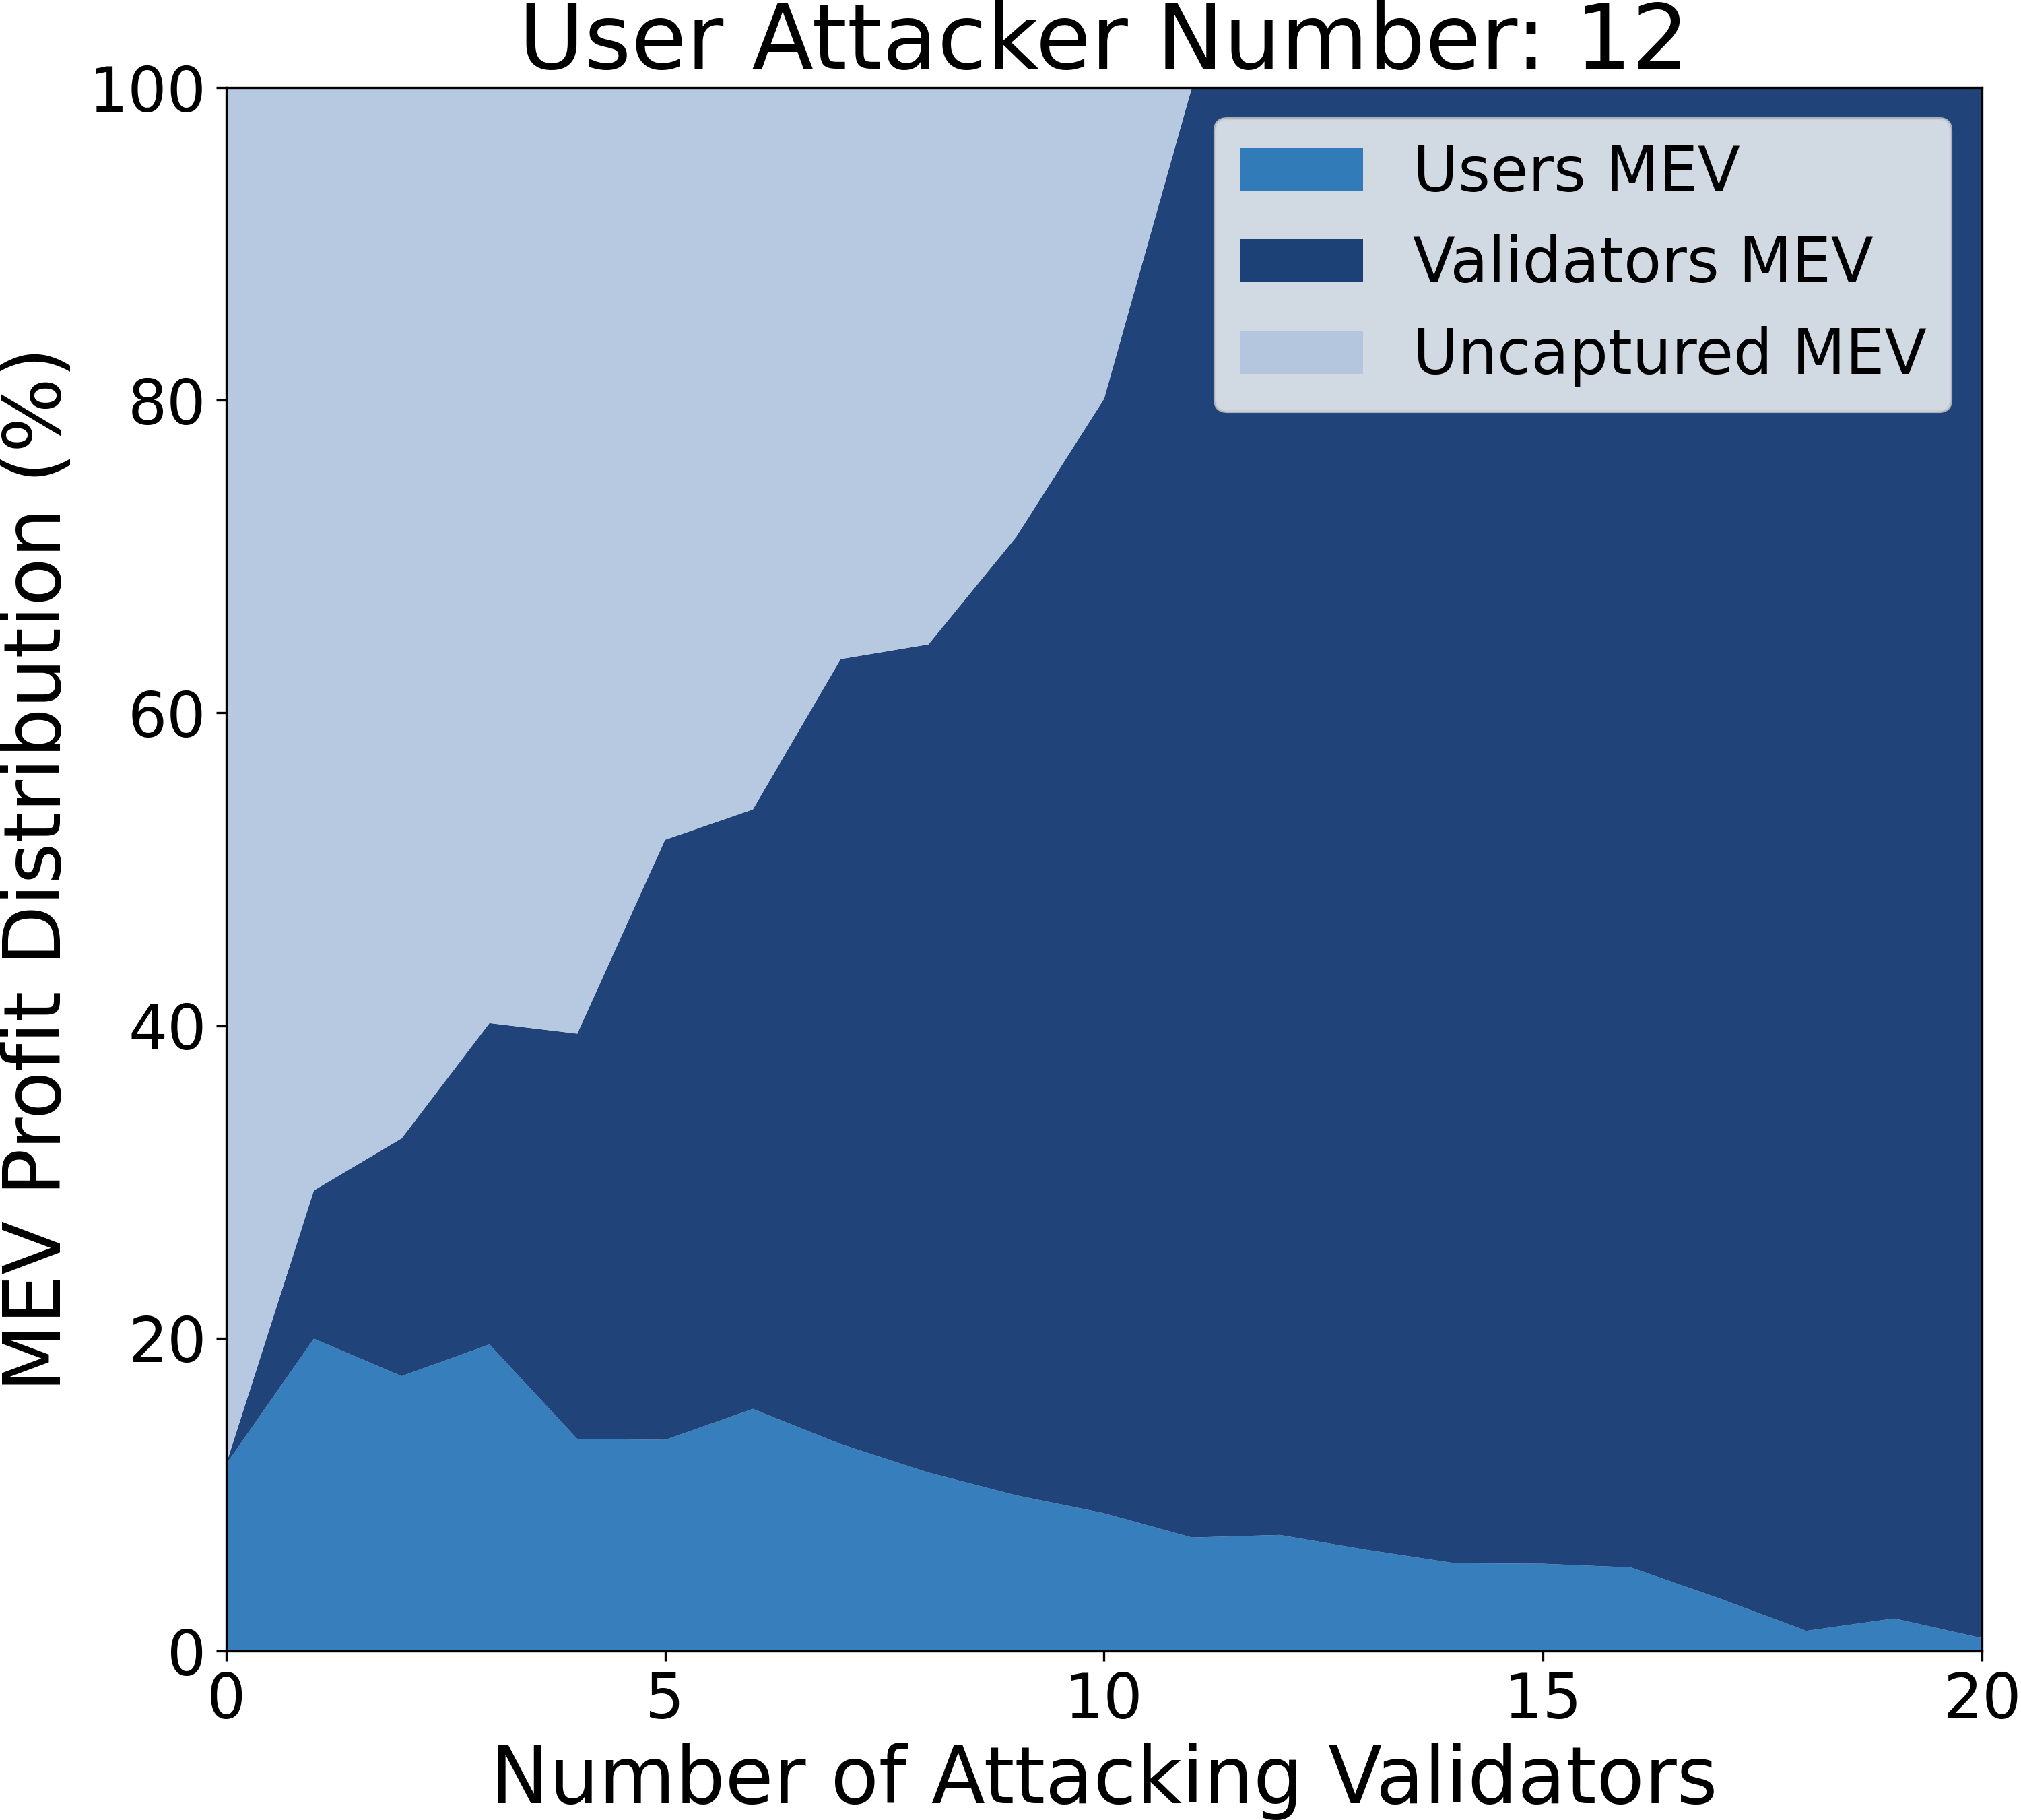 User Attacker Number: 12
MEV Profit Distribution (%)
100
80
60
40
20
0
Users MEV
Validators MEV
Uncaptured MEV
0 5 10 15 20
Number of Attacking Validators